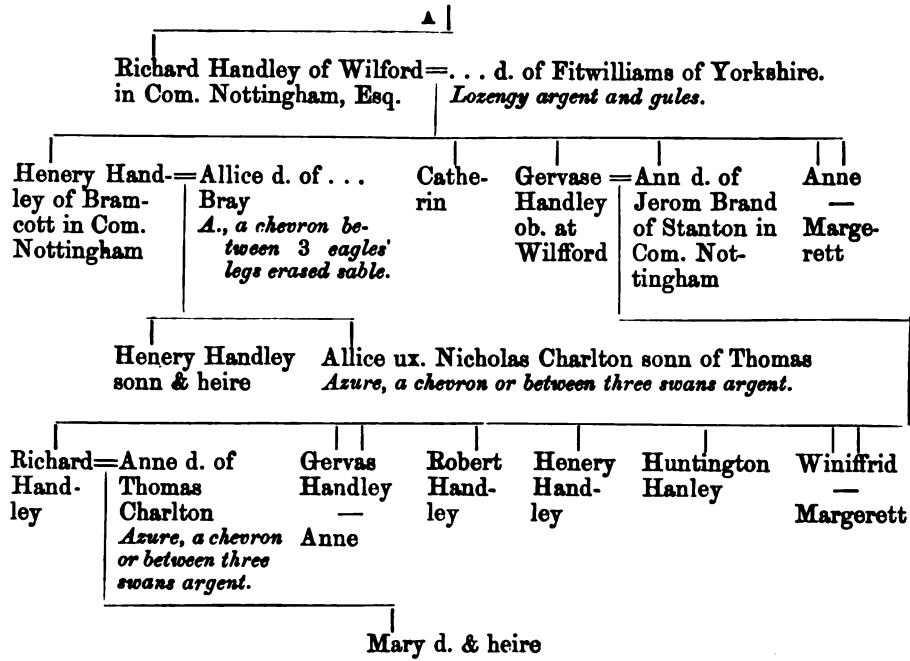 A
Richard Handley of Wilford=. . . d. of Fitwilliams of Yorkshire.
in Com. Nottingham, Esq. Lozengy argent and gules.
Henery Hand-
ley of Bram-
cott in Com.
Nottingham
=Allice d. of . . .
Bray
A., a chevron be-
tween 3 eagles'
legs erased sable.
Cathe-
rin
Gervase
Handley
ob. at
Wilfford
=Ann d. of
Jerom Brand
of Stanton in
Com. Not-
tingham
Anne
—
Marge-
rett
Henery Handley
sonn & heire
Allice ux. Nicholas Charlton sonn of Thomas
Azure, a chevron or between three swans argent.
Richard
Hand-
ley
=Anne d. of
Thomas
Charlton
Azure, a chevron
or between three
swans argent.
Gervas
Handley
—
Anne
Robert
Hand-
ley
Henery
Hand-
ley
Huntington
Hanley
Winiffrid
—
Margerett
Mary d. & heire